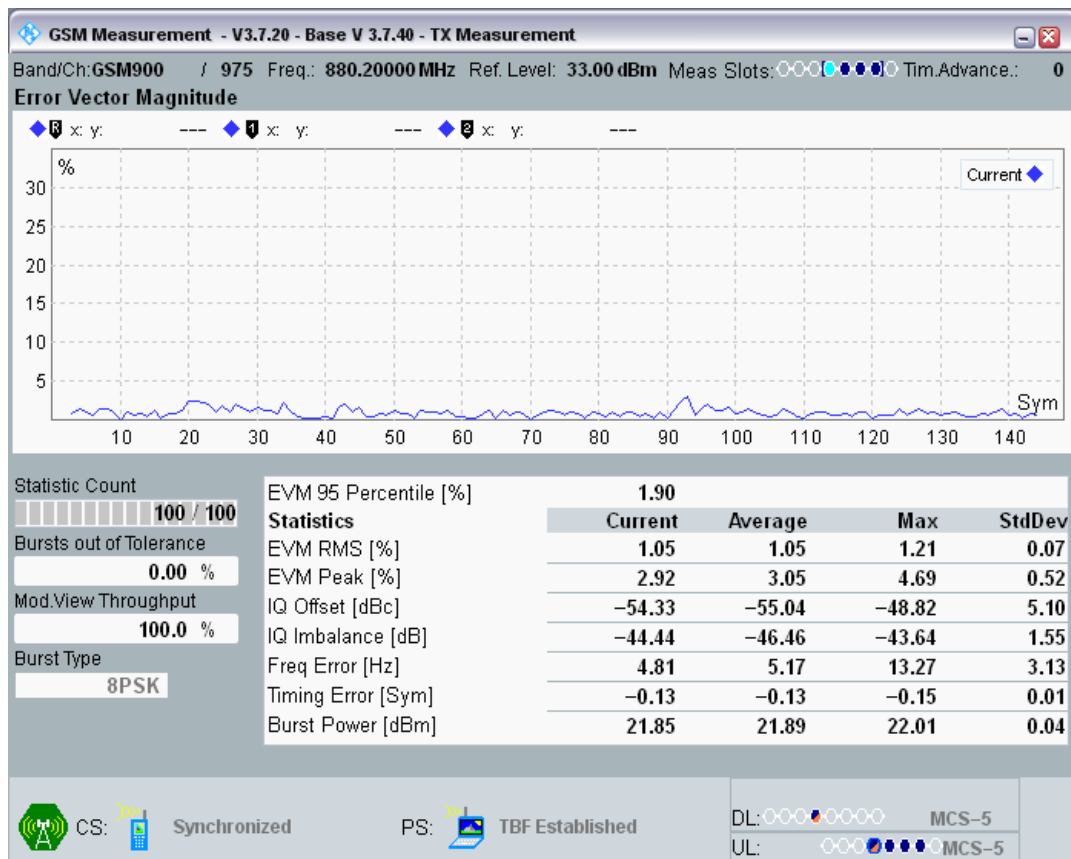 GSM Measurement - V3.7.20 - Base V 3.7.40 - TX Measurement
Band/Ch:GSM900 / 975 Freq.: 880.20000 MHz Ref. Level: 33.00 dBm Meas Slots: Tim.Advance.: 0
Error Vector Magnitude
R x: y: --- 1 x: y: --- 2 x: y: ---
%
Current
30
25
20
15
10
5
Sym
10 20 30 40 50 60 70 80 90 100 110 120 130 140
Statistic Count
100 / 100
Bursts out of Tolerance
0.00 %
Mod.View Throughput
100.0 %
Burst Type
8PSK
EVM 95 Percentile [%] 1.90
Statistics Current Average Max StdDev
EVM RMS [%] 1.05 1.05 1.21 0.07
EVM Peak [%] 2.92 3.05 4.69 0.52
IQ Offset [dBc] −54.33 −55.04 −48.82 5.10
IQ Imbalance [dB] −44.44 −46.46 −43.64 1.55
Freq Error [Hz] 4.81 5.17 13.27 3.13
Timing Error [Sym] −0.13 −0.13 −0.15 0.01
Burst Power [dBm] 21.85 21.89 22.01 0.04
CS: Synchronized PS: TBF Established
DL: MCS−5
UL: MCS−5